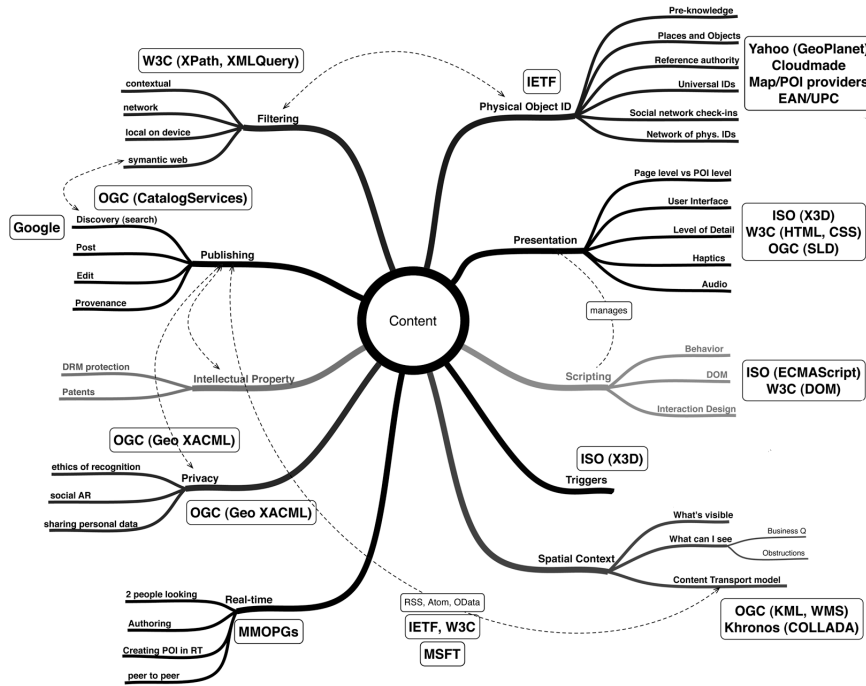 Pre-knowledge
Places and Objects
Reference authority
Universal IDs
Social network check-ins
Network of phys. IDs
Yahoo (GeoPlanet)
Cloudmade
Map/POI providers
EAN/UPC
IETF
Physical Object ID
W3C (XPath, XMLQuery)
contextual
network
local on device
symantic web
Filtering
OGC (CatalogServices)
Google
Discovery (search)
Post
Edit
Provenance
Publishing
Page level vs POI level
User Interface
Level of Detail
Haptics
Audio
Presentation
ISO (X3D)
W3C (HTML, CSS)
OGC (SLD)
manages
Content
DRM protection
Patents
Intellectual Property
Scripting
Behavior
DOM
Interaction Design
ISO (ECMAScript)
W3C (DOM)
OGC (Geo XACML)
ethics of recognition
social AR
sharing personal data
Privacy
OGC (Geo XACML)
ISO (X3D)
Triggers
What's visible
What can I see
Business Q
Obstructions
Content Transport model
Spatial Context
OGC (KML, WMS)
Khronos (COLLADA)
2 people looking
Authoring
Creating POI in RT
peer to peer
Real-time
MMOPGs
RSS, Atom, OData
IETF, W3C
MSFT